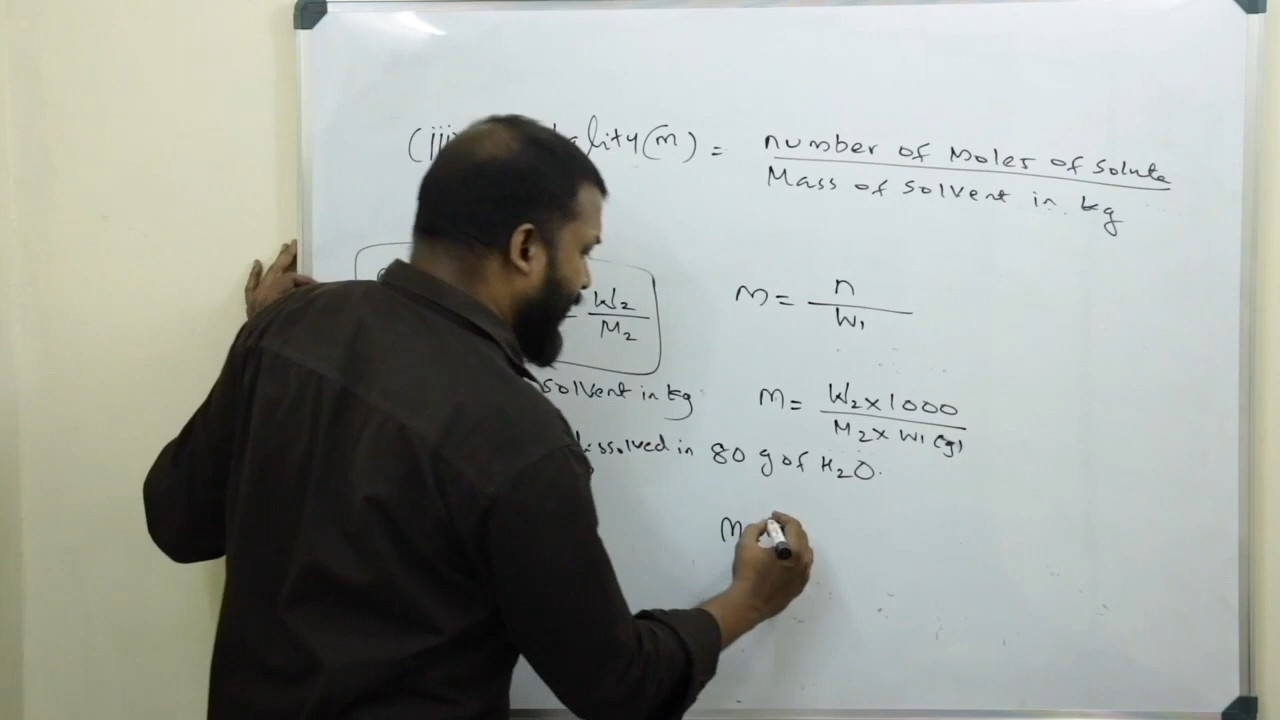 (iii) ality(m) = number of moles of solute
Mass of solvent in kg
W2
M2
m = n
W1
solvent in kg
m = W2 x 1000
M2 x W1(g)
ssolved in 80 g of H2O.
m